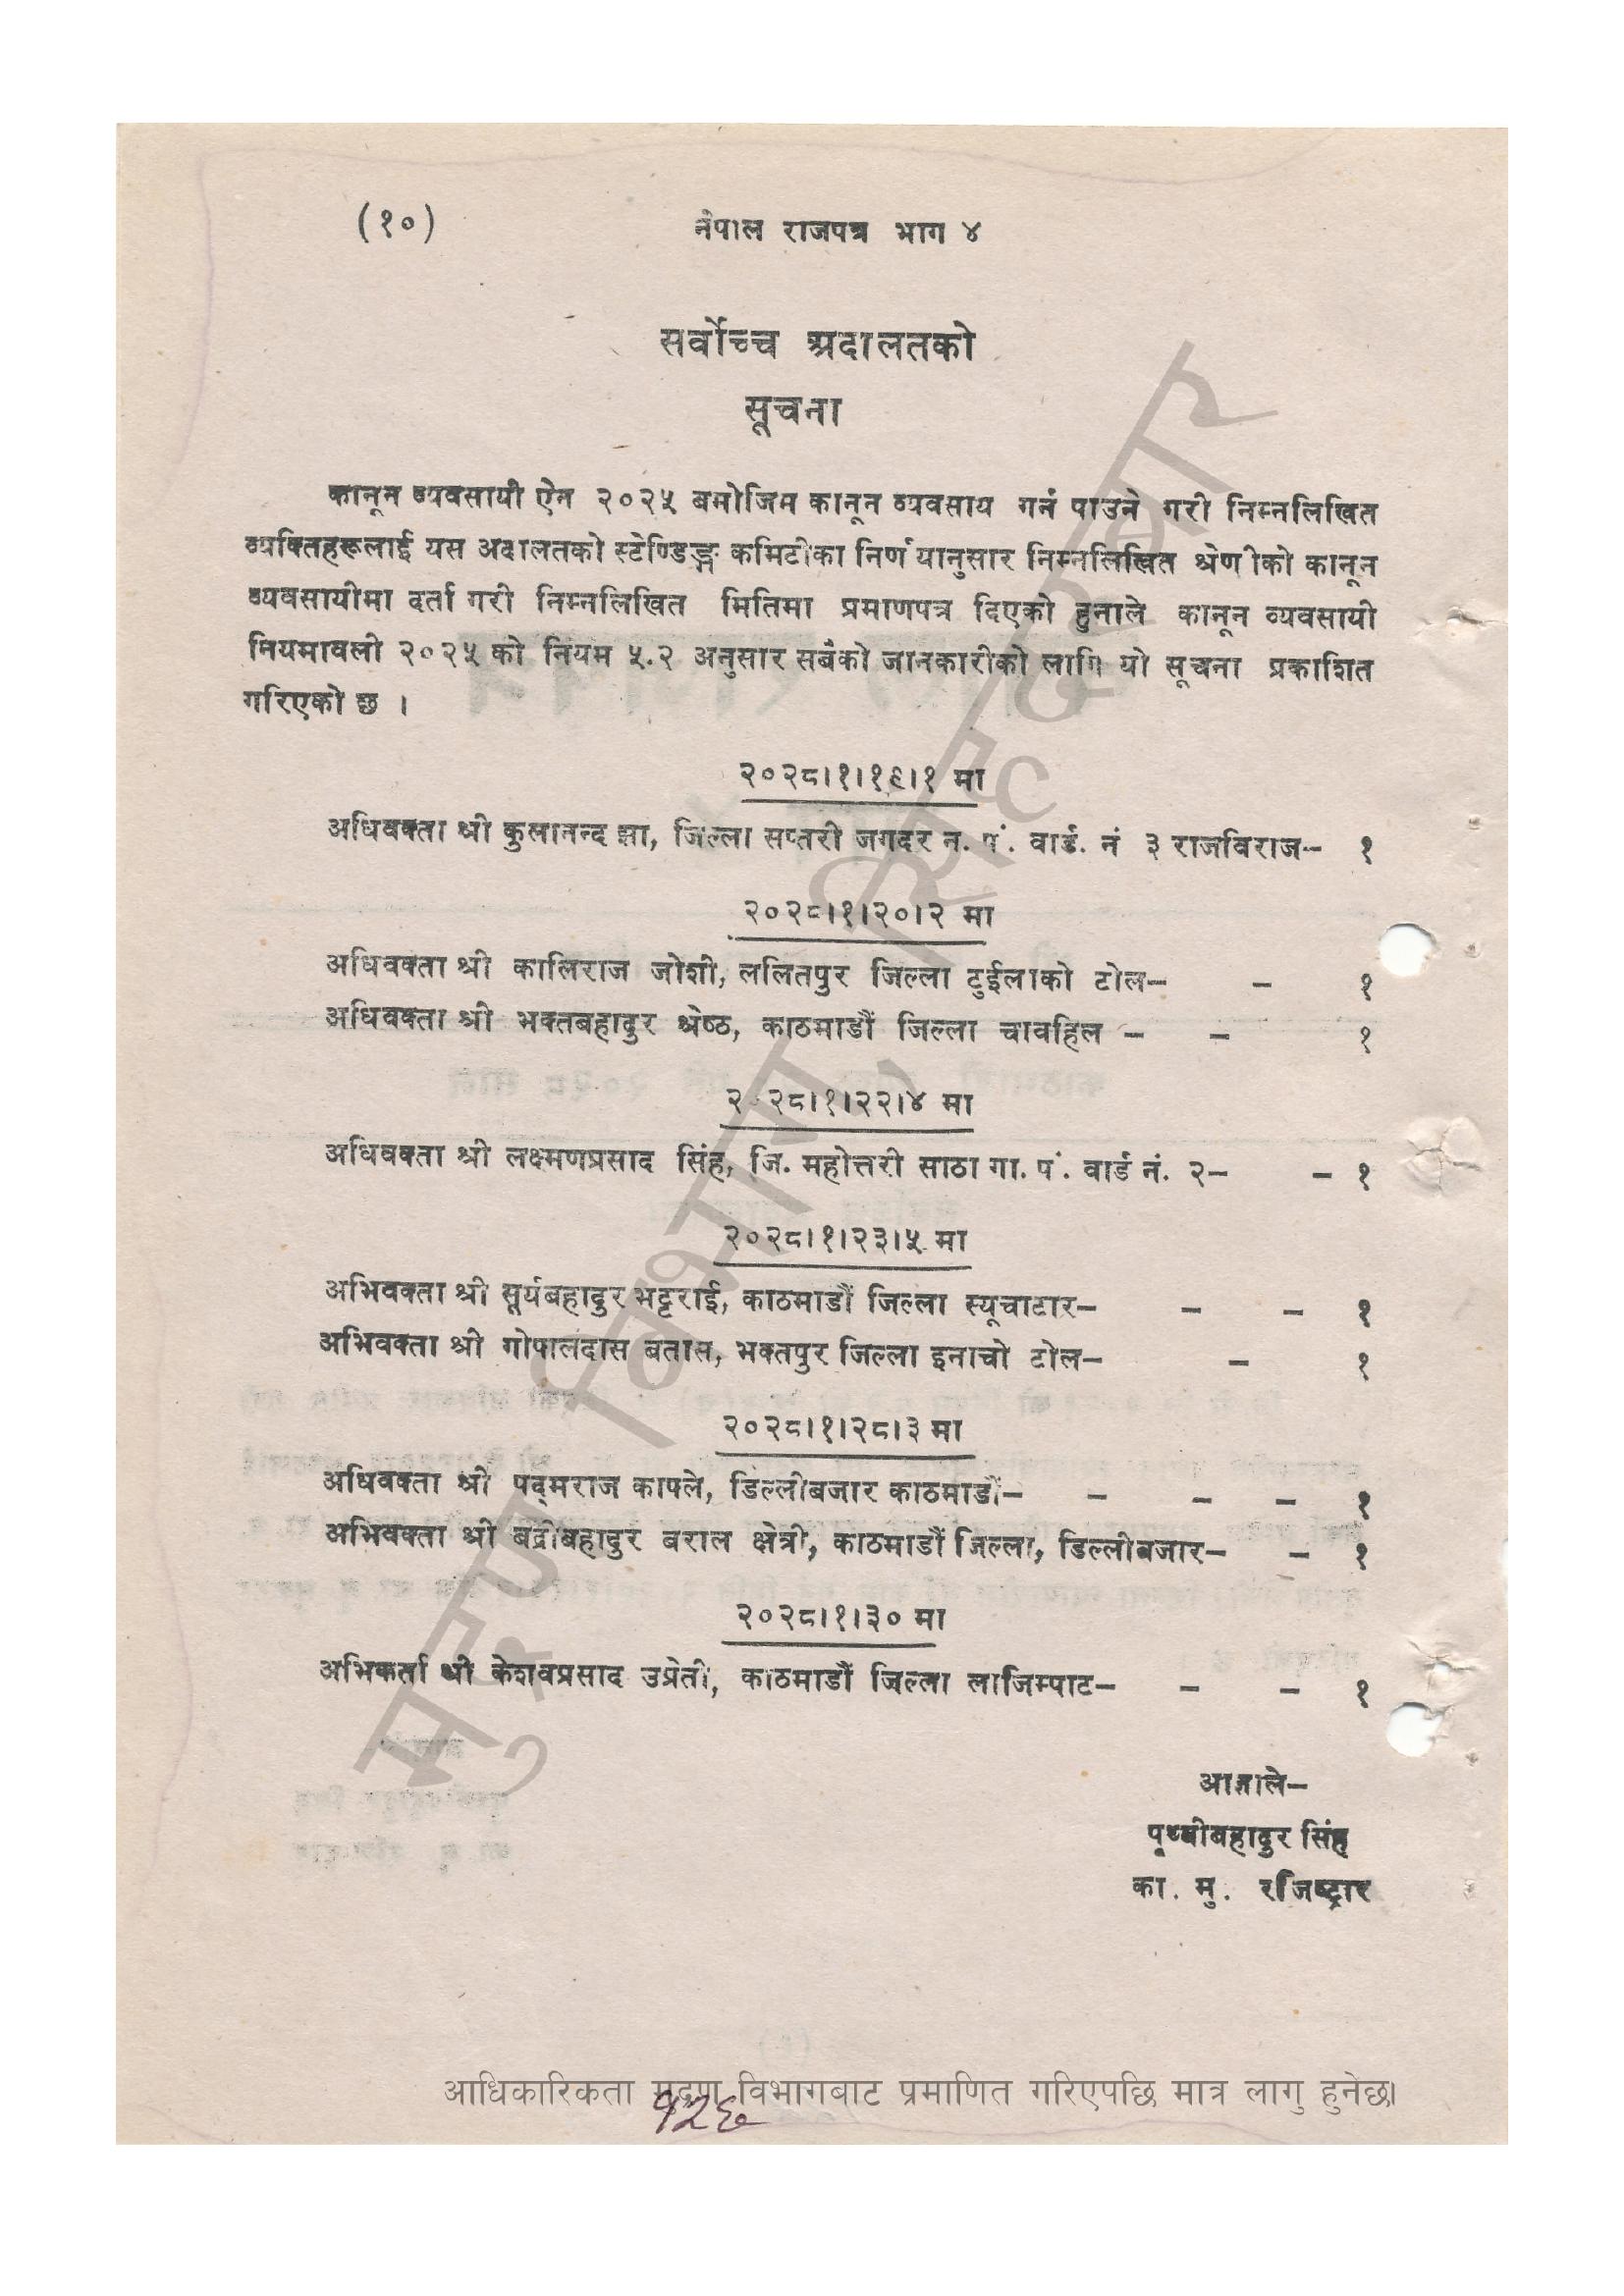 (१०) नेपाल राजपत्र भाग ४
सर्वोच्च अदालतको
सूचना
कानून व्यवसायी ऐन २०२५ बमोजिम कानून व्यवसाय गर्न पाउने गरी निम्नलिखित
व्यक्तिहरूलाई यस अदालतको स्टेण्डिङ्ग कमिटीका निर्णयानुसार निम्नलिखित श्रेणीको कानून
व्यवसायीमा दर्ता गरी निम्नलिखित मितिमा प्रमाणपत्र दिएको हुनाले कानून व्यवसायी
नियमावली २०२५ को नियम ५.२ अनुसार सबैको जानकारीको लागि यो सूचना प्रकाशित
गरिएको छ ।
२०२८।१।१९।१ मा
अधिवक्ता श्री कुलानन्द झा, जिल्ला सप्तरी जगदर न. पं. वार्ड. नं ३ राजविराज– १
२०२८।१।२०।२ मा
अधिवक्ता श्री कालिराज जोशी, ललितपुर जिल्ला टुईलाको टोल– – १
अधिवक्ता श्री भक्तबहादुर श्रेष्ठ, काठमाडौं जिल्ला चावहिल – – १
२०२८।१।२२।४ मा
अधिवक्ता श्री लक्ष्मणप्रसाद सिंह, जि. महोत्तरी साठा गा. पं. वार्ड नं. २– – १
२०२८।१।२३।५ मा
अभिवक्ता श्री सूर्यबहादुर भट्टराई, काठमाडौं जिल्ला स्यूचाटार– – – १
अभिवक्ता श्री गोपालदास बतास, भक्तपुर जिल्ला इनाचो टोल– – १
२०२८।१।२८।३ मा
अधिवक्ता श्री पद्मराज काफ्ले, डिल्लीबजार काठमाडौं– – – – १
अभिवक्ता श्री बद्रीबहादुर बराल क्षेत्री, काठमाडौं जिल्ला, डिल्लीबजार– – १
२०२८।१।३० मा
अभिकर्ता श्री केशवप्रसाद उप्रेती, काठमाडौं जिल्ला लाजिम्पाट– – – १
आज्ञाले–
पृथ्बीबहादुर सिंह
का. मु. रजिष्ट्रार
मुद्रण विभाग, सिंहदरबार
आधिकारिकता मुद्रण विभागबाट प्रमाणित गरिएपछि मात्र लागु हुनेछ।
१२६